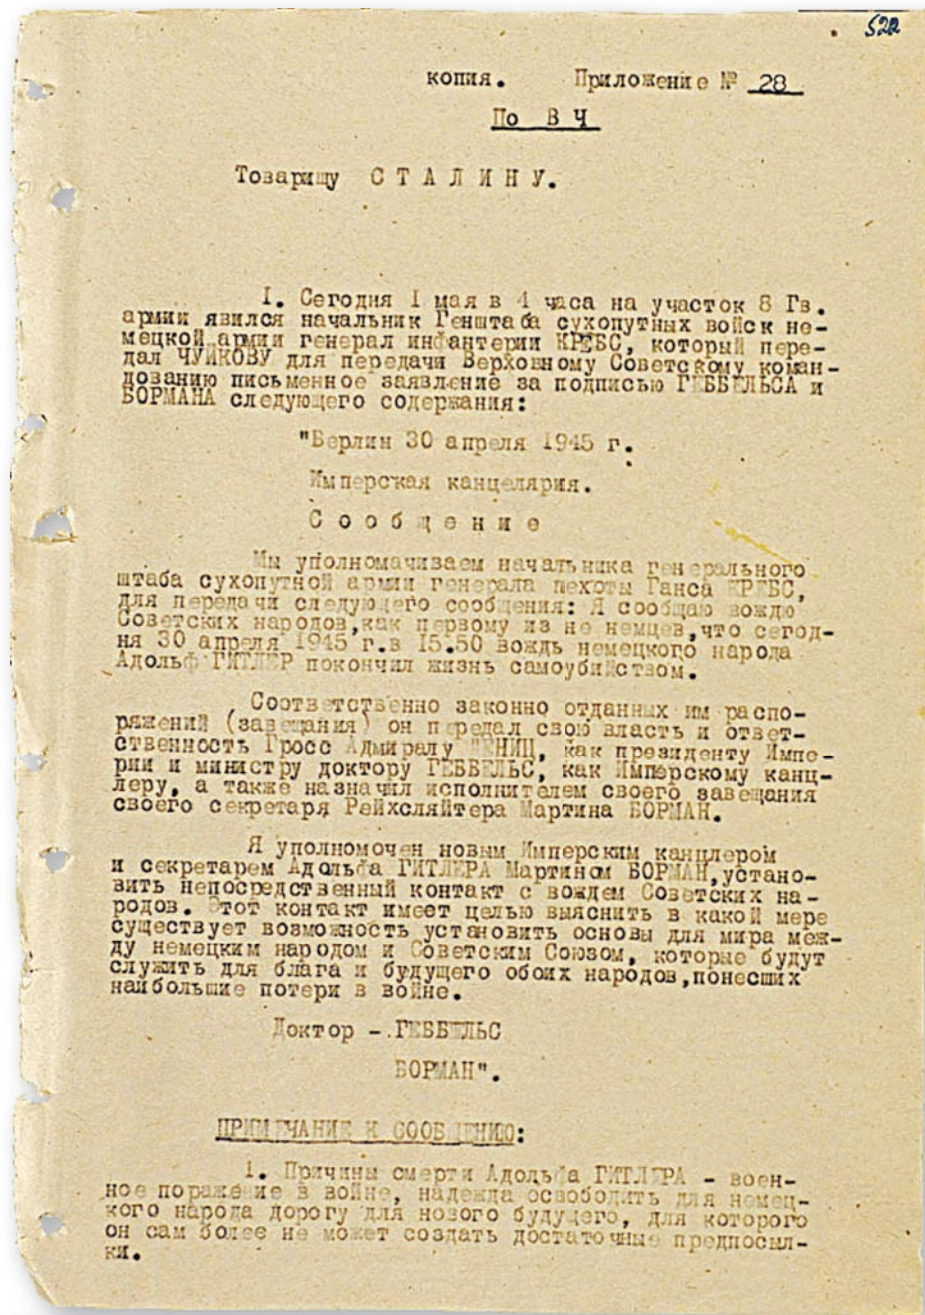 522
копия. Приложение № 28
По ВЧ
Товарищу СТАЛИНУ.
I. Сегодня I мая в 4 часа на участок 8 Гв.
армии явился начальник Генштаба сухопутных войск не-
мецкой армии генерал инфантерии КРЕБС, который пере-
дал ЧУЙКОВУ для передачи Верховному Советскому коман-
дованию письменное заявление за подписью ГЕББЕЛЬСА и
БОРМАНА следующего содержания:
"Берлин 30 апреля 1945 г.
Имперская канцелярия.
Сообщение
Мы уполномачиваем начальника генерального
штаба сухопутной армии генерала пехоты Ганса КРЕБС,
для передачи следующего сообщения: Я сообщаю вождю
Советских народов,как первому из не немцев,что сегод-
ня 30 апреля 1945 г.в 15.50 вождь немецкого народа
Адольф ГИТЛЕР покончил жизнь самоубийством.
Соответственно законно отданных им распо-
ряжений (завещания) он передал свою власть и ответ-
ственность Гросс Адмиралу ДЕНИЦ, как президенту Импе-
рии и министру доктору ГЕББЕЛЬС, как Имперскому канц-
леру, а также назначил исполнителем своего завещания
своего секретаря Рейхсляйтера Мартина БОРМАН.
Я уполномочен новым Имперским канцлером
и секретарем Адольфа ГИТЛЕРА Мартином БОРМАН,устано-
вить непосредственный контакт с вождем Советских на-
родов. Этот контакт имеет целью выяснить в какой мере
существует возможность установить основы для мира меж-
ду немецким народом и Советским Союзом, которые будут
служить для блага и будущего обоих народов,понесших
наибольшие потери в войне.
Доктор -.ГЕББЕЛЬС
БОРМАН".
ПРИМЕЧАНИЕ К СООБЩЕНИЮ:
1. Причины смерти Адольфа ГИТЛЕРА - воен-
ное поражение в войне, надежда освободить для немец-
кого народа дорогу для нового будущего, для которого
он сам более не может создать достаточные предпосыл-
ки.